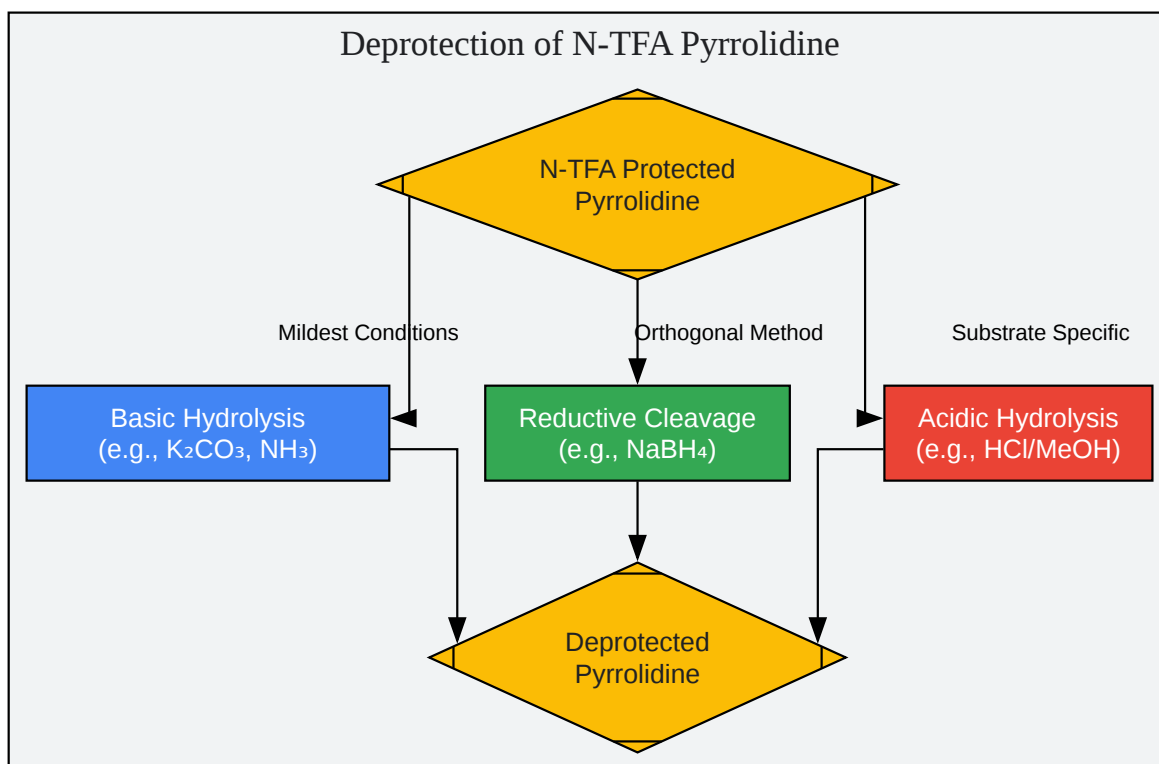 Deprotection of N-TFA Pyrrolidine
N-TFA Protected
Pyrrolidine
Mildest Conditions
Orthogonal Method
Substrate Specific
Basic Hydrolysis
(e.g., K₂CO₃, NH₃)
Reductive Cleavage
(e.g., NaBH₄)
Acidic Hydrolysis
(e.g., HCl/MeOH)
Deprotected
Pyrrolidine